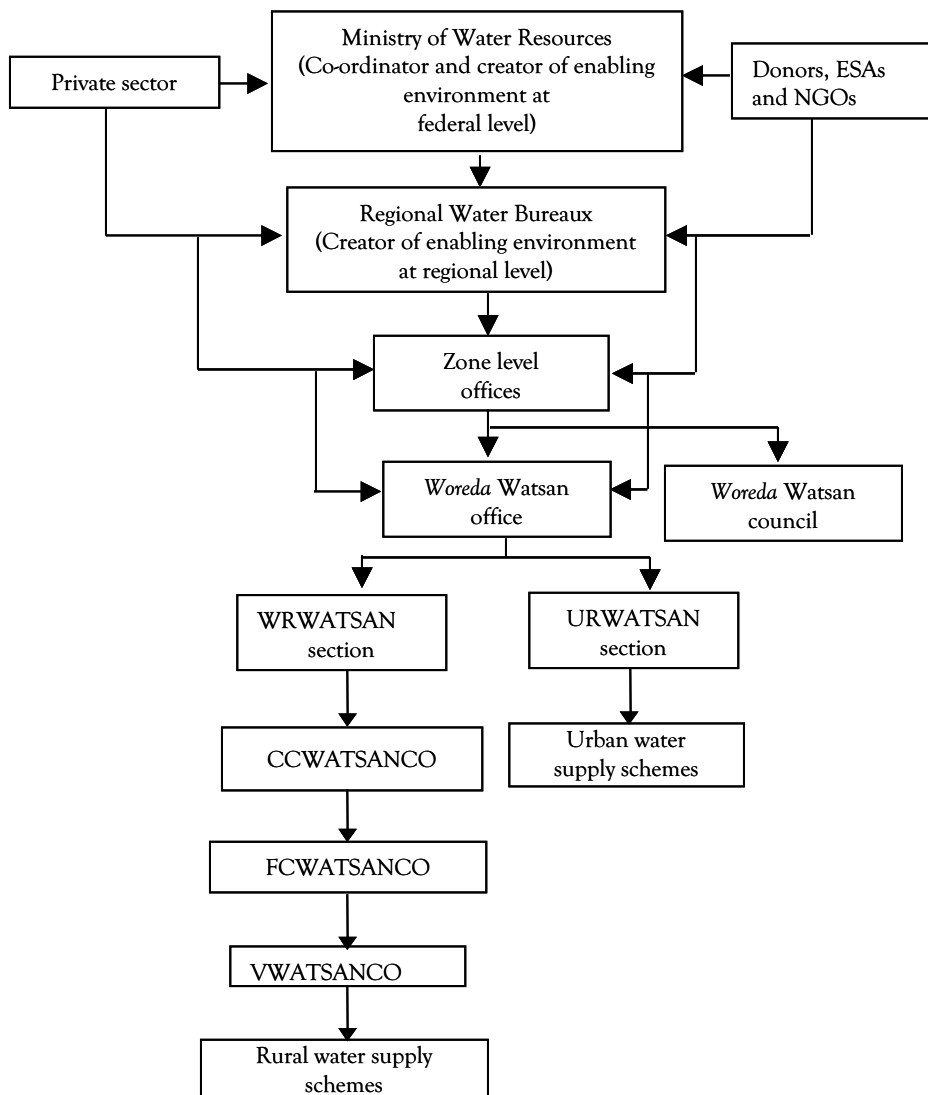 Ministry of Water Resources
(Co-ordinator and creator of enabling
environment at
federal level)
Private sector
Donors, ESAs
and NGOs
Regional Water Bureaux
(Creator of enabling environment
at regional level)
Zone level
offices
Woreda Watsan
office
Woreda Watsan
council
WRWATSAN
section
URWATSAN
section
CCWATSANCO
Urban water
supply schemes
FCWATSANCO
VWATSANCO
Rural water supply
schemes